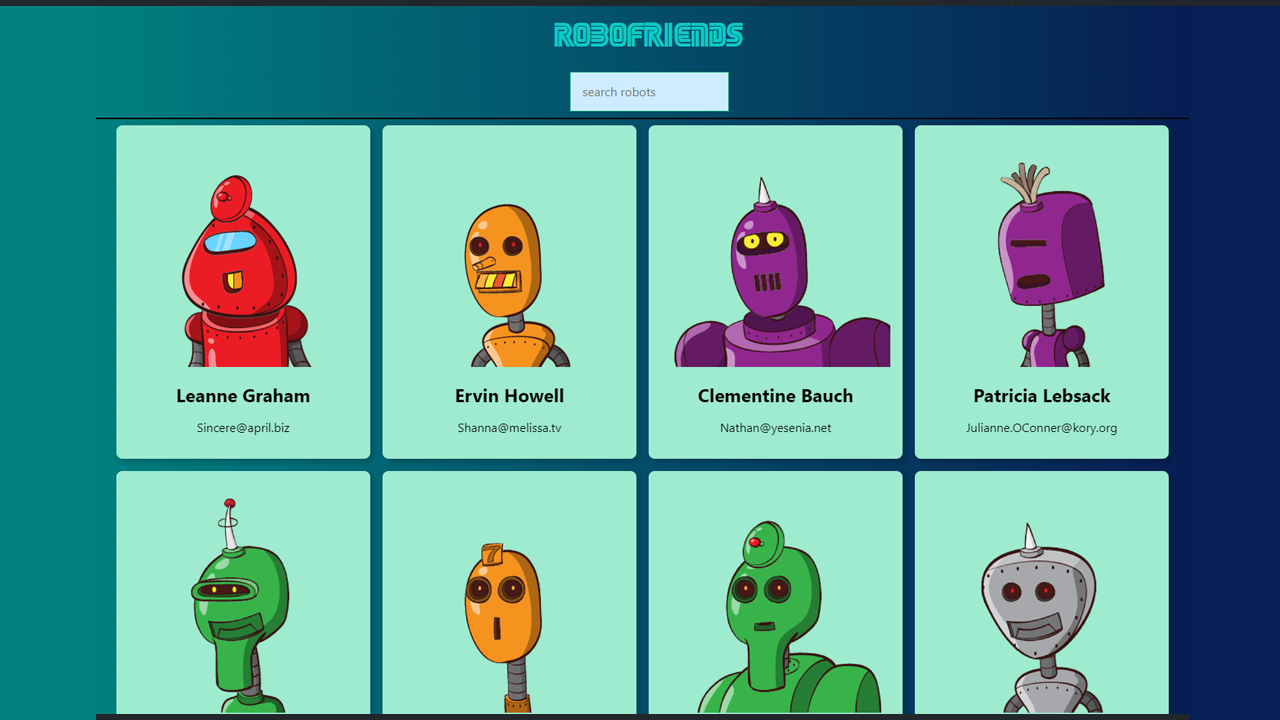 ROBOFRIENDS
search robots
Leanne Graham
Sincere@april.biz
Ervin Howell
Shanna@melissa.tv
Clementine Bauch
Nathan@yesenia.net
Patricia Lebsack
Julianne.OConner@kory.org
7